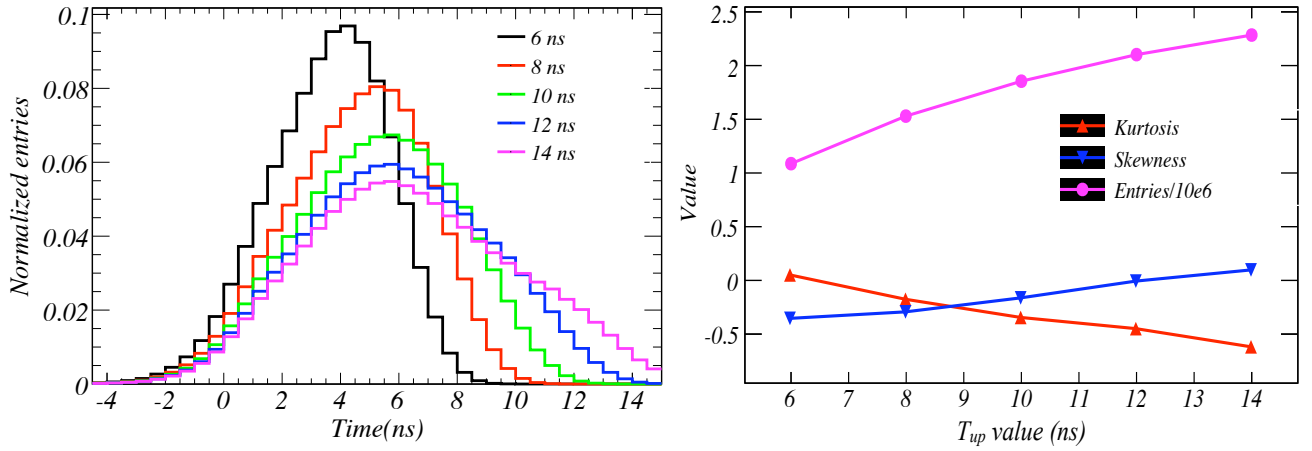 Normalized entries
0.1
0.08
0.06
0.04
0.02
0
-4 -2 0 2 4 6 8 10 12 14
Time(ns)
6 ns
8 ns
10 ns
12 ns
14 ns
Value
2.5
2
1.5
1
0.5
0
-0.5
6 7 8 9 10 11 12 13 14
T_up value (ns)
Kurtosis
Skewness
Entries/10e6